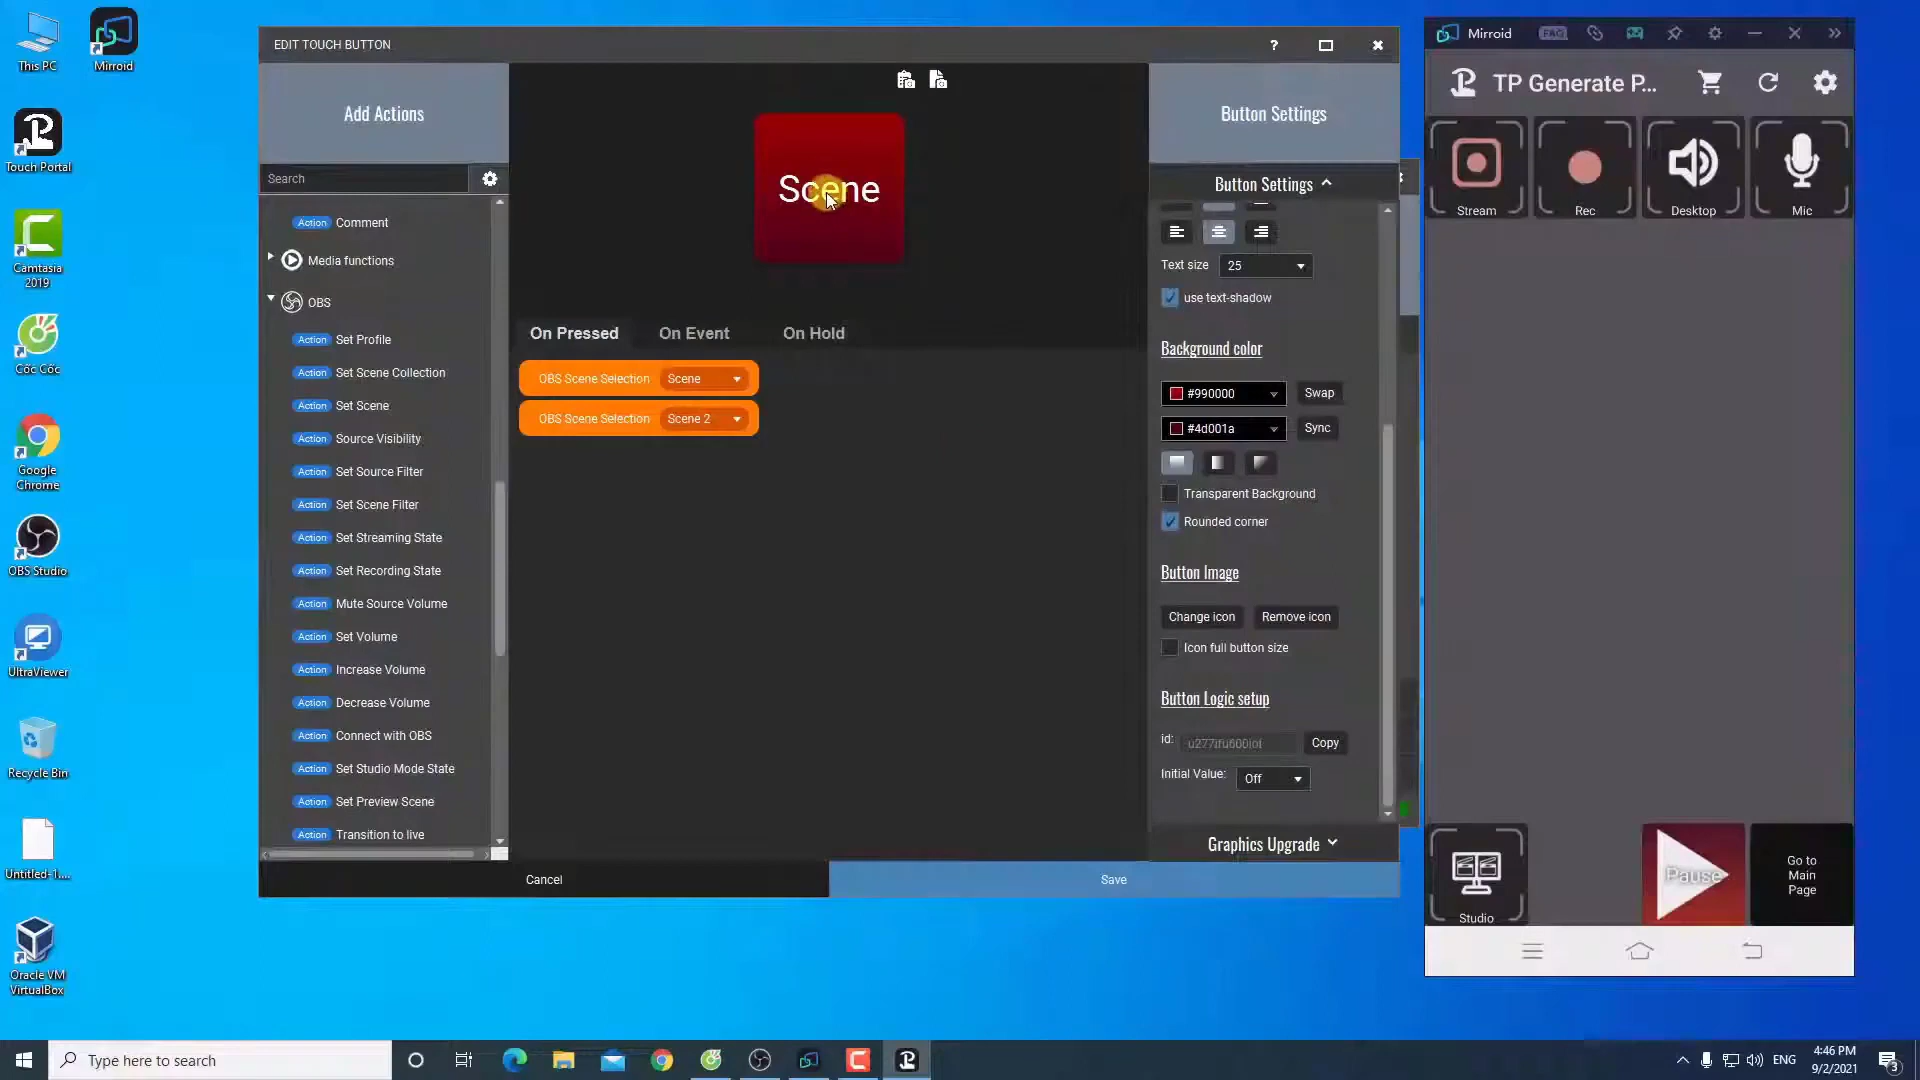 This PC
Mirroid
Touch Portal
Camtasia
2019
Cốc Cốc
Google
Chrome
OBS Studio
UltraViewer
Recycle Bin
Untitled-1....
Oracle VM
VirtualBox
EDIT TOUCH BUTTON
?
Add Actions
Search
Action Comment
Media functions
OBS
Action Set Profile
Action Set Scene Collection
Action Set Scene
Action Source Visibility
Action Set Source Filter
Action Set Scene Filter
Action Set Streaming State
Action Set Recording State
Action Mute Source Volume
Action Set Volume
Action Increase Volume
Action Decrease Volume
Action Connect with OBS
Action Set Studio Mode State
Action Set Preview Scene
Action Transition to live
Scene
On Pressed On Event On Hold
OBS Scene Selection Scene
OBS Scene Selection Scene 2
Cancel
Save
Button Settings
Button Settings
Text size 25
use text-shadow
Background color
#990000 Swap
#4d001a Sync
Transparent Background
Rounded corner
Button Image
Change icon Remove icon
Icon full button size
Button Logic setup
id: Copy
Initial Value: Off
Graphics Upgrade
Mirroid FAQ
TP Generate P...
Stream Rec Desktop Mic
Studio
Pause
Go to
Main
Page
Type here to search
ENG
4:46 PM
9/2/2021
3